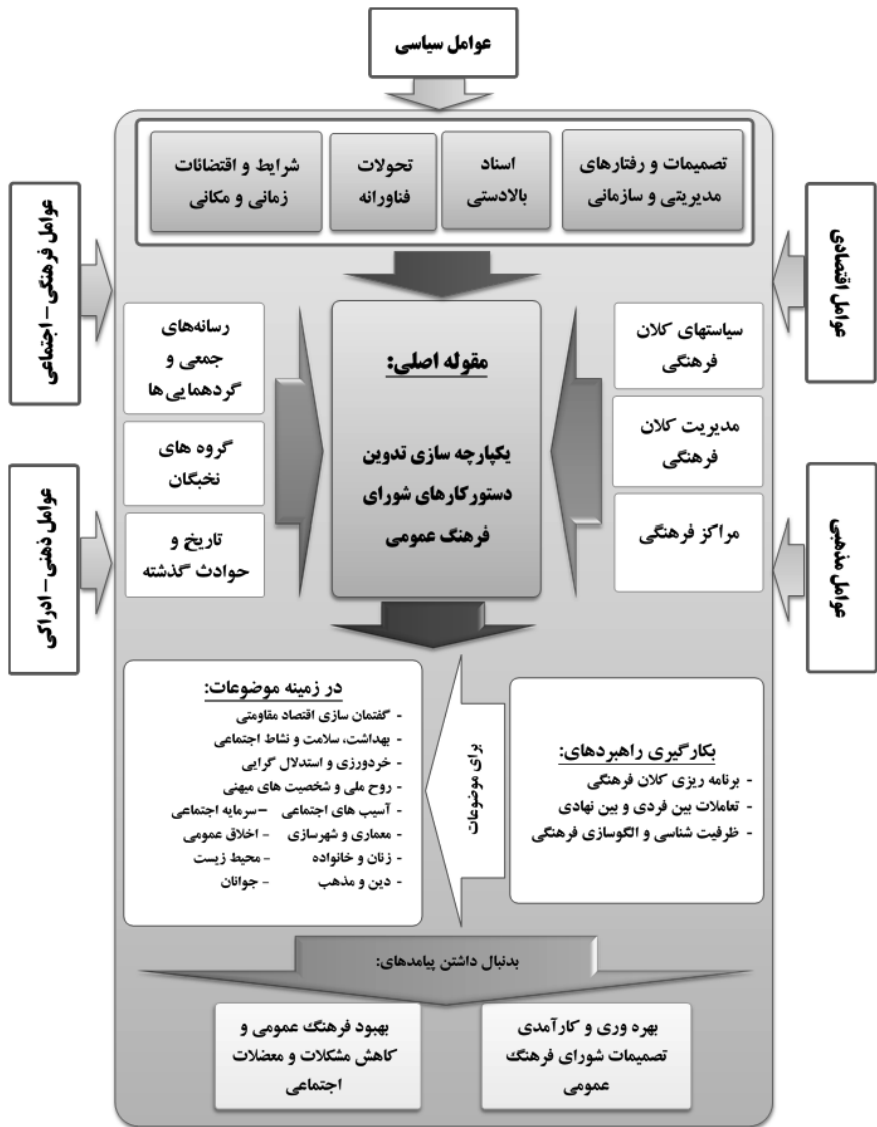 عوامل سیاسی
تصمیمات و رفتارهای
مدیریتی و سازمانی
اسناد
بالادستی
تحولات
فناورانه
شرایط و اقتضائات
زمانی و مکانی
عوامل اقتصادی
عوامل مذهبی
عوامل فرهنگی – اجتماعی
عوامل ذهنی – ادراکی
سیاستهای کلان
فرهنگی
مدیریت کلان
فرهنگی
مراکز فرهنگی
مقوله اصلی:
یکپارچه سازی تدوین
دستورکارهای شورای
فرهنگ عمومی
رسانه‌های
جمعی و
گردهمایی‌ها
گروه های
نخبگان
تاریخ و
حوادث گذشته
بکارگیری راهبردهای:
- برنامه ریزی کلان فرهنگی
- تعاملات بین فردی و بین نهادی
- ظرفیت شناسی و الگوسازی فرهنگی
برای موضوعات
در زمینه موضوعات:
- گفتمان سازی اقتصاد مقاومتی
- بهداشت، سلامت و نشاط اجتماعی
- خردورزی و استدلال گرایی
- روح ملی و شخصیت های میهنی
- آسیب های اجتماعی – سرمایه اجتماعی
- معماری و شهرسازی - اخلاق عمومی
- زنان و خانواده - محیط زیست
- دین و مذهب - جوانان
بدنبال داشتن پیامدهای:
بهره وری و کارآمدی
تصمیمات شورای فرهنگ
عمومی
بهبود فرهنگ عمومی و
کاهش مشکلات و معضلات
اجتماعی